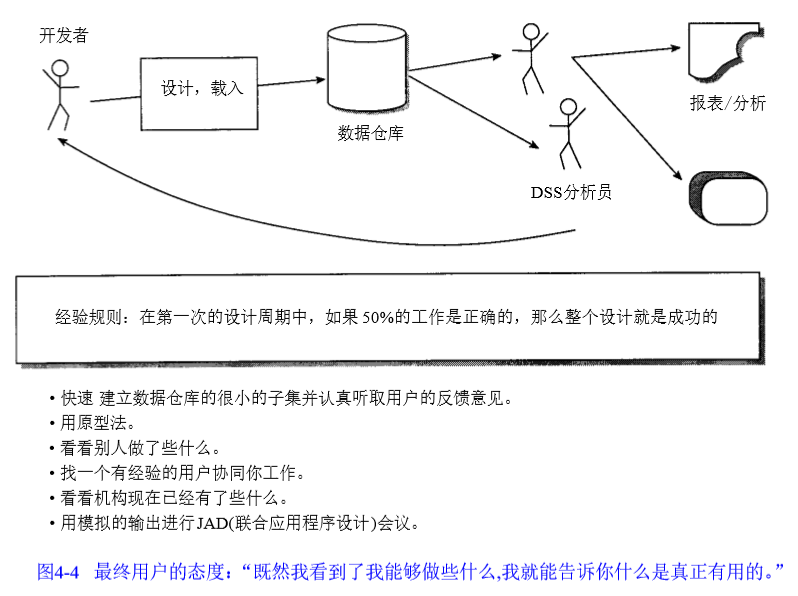 开发者
设计，载入
数据仓库
DSS分析员
报表/分析
经验规则：在第一次的设计周期中，如果 50%的工作是正确的，那么整个设计就是成功的
• 快速 建立数据仓库的很小的子集并认真听取用户的反馈意见。
• 用原型法。
• 看看别人做了些什么。
• 找一个有经验的用户协同你工作。
• 看看机构现在已经有了些什么。
• 用模拟的输出进行JAD(联合应用程序设计)会议。
图4-4 最终用户的态度：“既然我看到了我能够做些什么,我就能告诉你什么是真正有用的。”